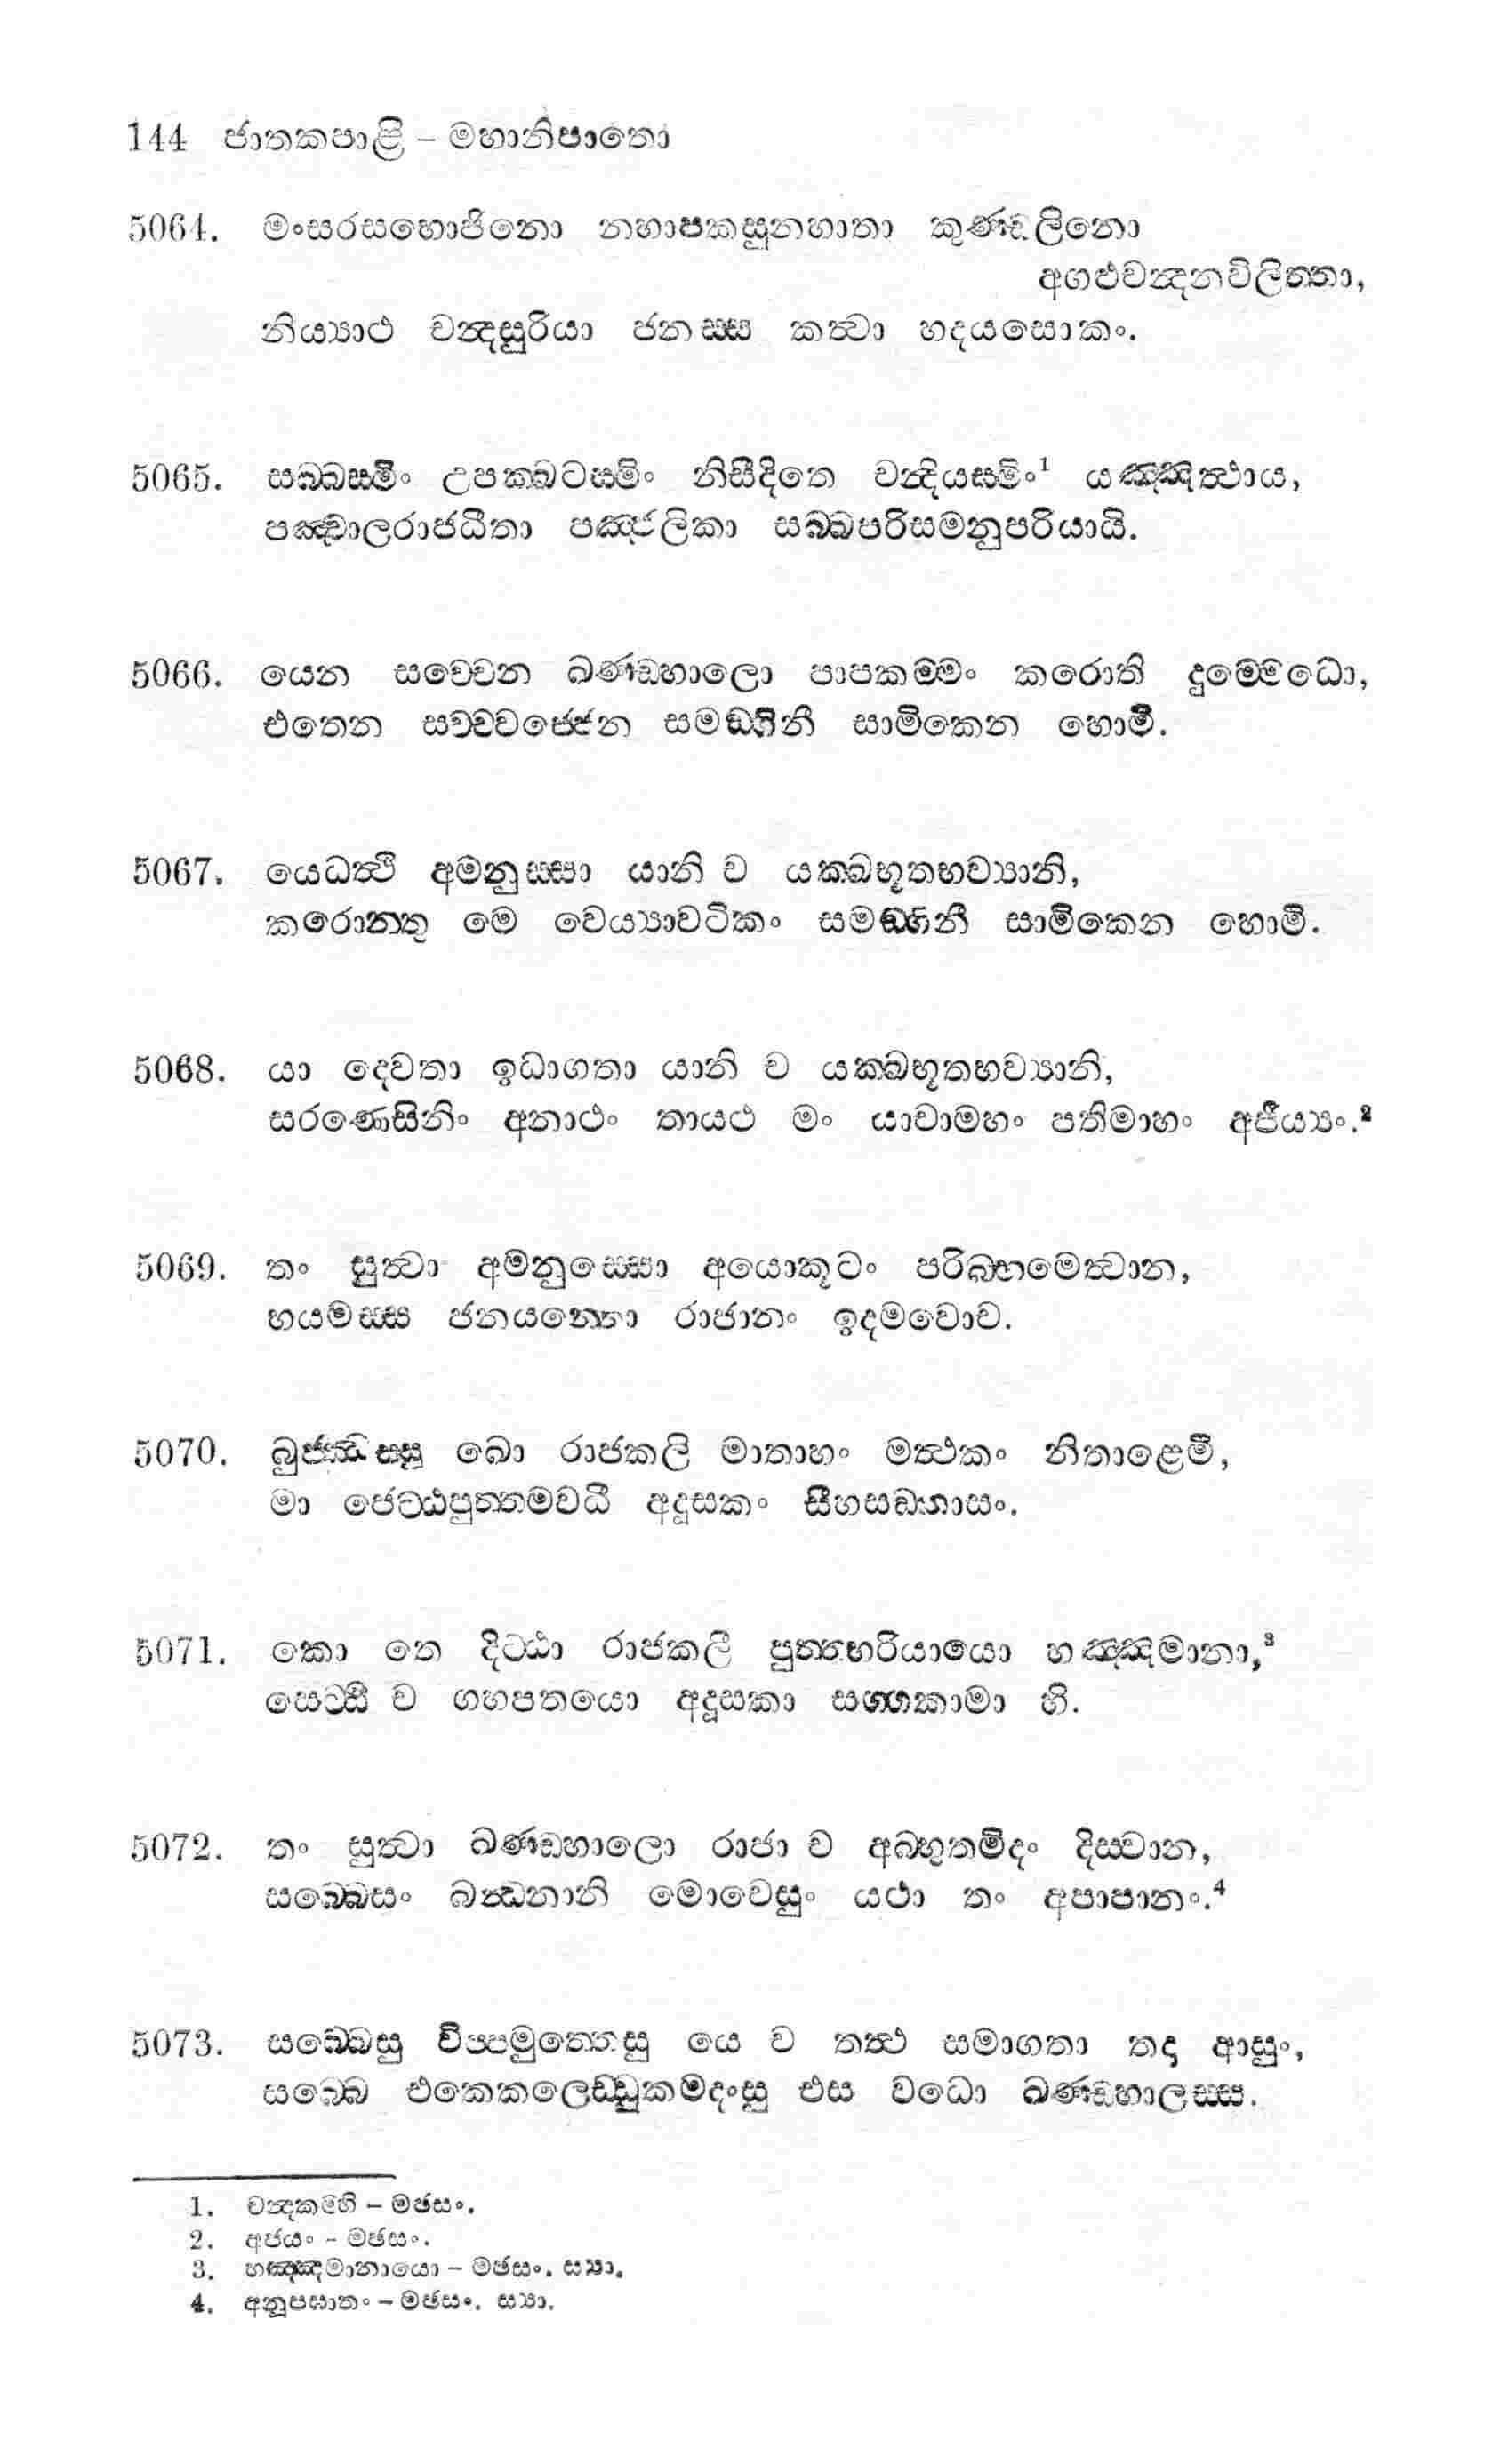 144 ජාතකපාළි – මහානිපාතො
5064. මංසරසභොජිනො නහාපකසුනහාතා කුණ්ඩලිනො
අගළුචන්දනවිලිත්තා,
නිය්‍යාථ චන්දසුරියා ජනස්ස කත්වා හදයසොකං.
5065. සබ්බස්මිං උපක්ඛටස්මිං නිසීදිතෙ චන්දියස්මිං¹ යඤ්ඤත්ථාය,
පඤ්චාලරාජධීතා පඤ්ජලිකා සබ්බපරිසමනුපරියායි.
5066. යෙන සච්චෙන ඛණ්ඩහාලො පාපකම්මං කරොති දුම්මෙධො,
එතෙන සච්චවජ්ජෙන සමඞ්ගිනී සාමිකෙන හොමි.
5067. යෙධත්ථි අමනුස්සා යානි ච යක්ඛභූතභව්‍යානි,
කරොන්තු මෙ වෙය්‍යාවටිකං සමඞ්ගිනී සාමිකෙන හොමි.
5068. යා දෙවතා ඉධාගතා යානි ච යක්ඛභූතභව්‍යානි,
සරණෙසිනිං අනාථං තායථ මං යාචාමහං පතිමාහං අජීය්‍යං.²
5069. තං සුත්වා අමනුස්සො අයොකූටං පරිබ්භමෙත්වාන,
භයමස්ස ජනයන්තො රාජානං ඉදමවොච.
5070. බුජ්ඣස්සු ඛො රාජකලි මාතාහං මත්ථකං නිතාළෙමි,
මා ජෙට්ඨපුත්තමවධී අදූසකං සීහසඞ්කාසං.
5071. කො තෙ දිට්ඨා රාජකලී පුත්තභරියායො හඤ්ඤමානා,³
සෙට්ඨි ච ගහපතයො අදූසකා සග්ගකාමා හි.
5072. තං සුත්වා ඛණ්ඩහාලො රාජා ච අබ්භුතමිදං දිස්වාන,
සබ්බෙසං බන්ධනානි මොචෙසුං යථා තං අපාපානං.⁴
5073. සබ්බෙසු විප්පමුත්තෙසු යෙ ච තත්ථ සමාගතා තදා ආසුං,
සබ්බෙ එකෙකලෙඩ්ඩුකමදංසු එස වධො ඛණ්ඩහාලස්ස.
1. චන්දකම්හි – මඡසං.
2. අජයං – මඡසං.
3. හඤ්ඤමානායො – මඡසං. ස්‍යා.
4. අනූපඝාතං – මඡසං. ස්‍යා.